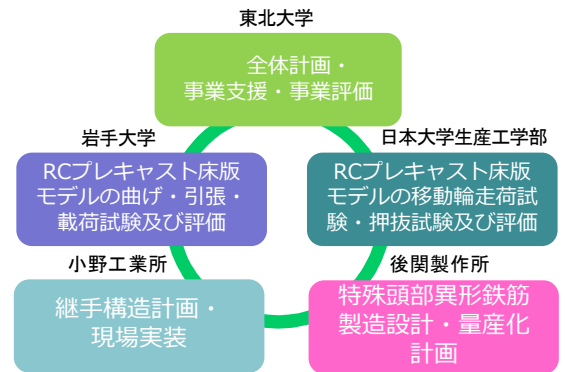 東北大学
全体計画・
事業支援・事業評価
岩手大学
RCプレキャスト床版
モデルの曲げ・引張・
載荷試験及び評価
日本大学生産工学部
RCプレキャスト床版
モデルの移動輪走荷試
験・押抜試験及び評価
小野工業所
継手構造計画・
現場実装
後関製作所
特殊頭部異形鉄筋
製造設計・量産化
計画